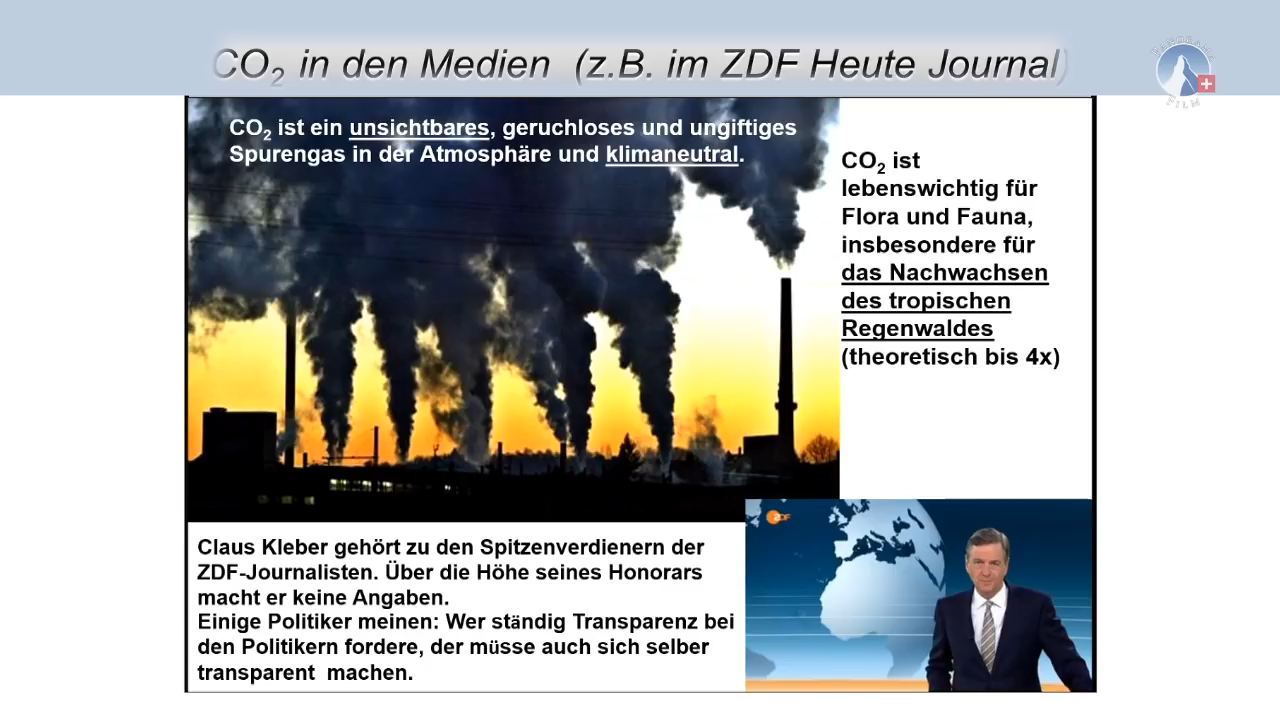 CO₂ in den Medien (z.B. im ZDF Heute Journal)
PANORAMA
FILM
CO₂ ist ein unsichtbares, geruchloses und ungiftiges
Spurengas in der Atmosphäre und klimaneutral.
CO₂ ist
lebenswichtig für
Flora und Fauna,
insbesondere für
das Nachwachsen
des tropischen
Regenwaldes
(theoretisch bis 4x)
ZDF
Claus Kleber gehört zu den Spitzenverdienern der
ZDF-Journalisten. Über die Höhe seines Honorars
macht er keine Angaben.
Einige Politiker meinen: Wer ständig Transparenz bei
den Politikern fordere, der müsse auch sich selber
transparent machen.